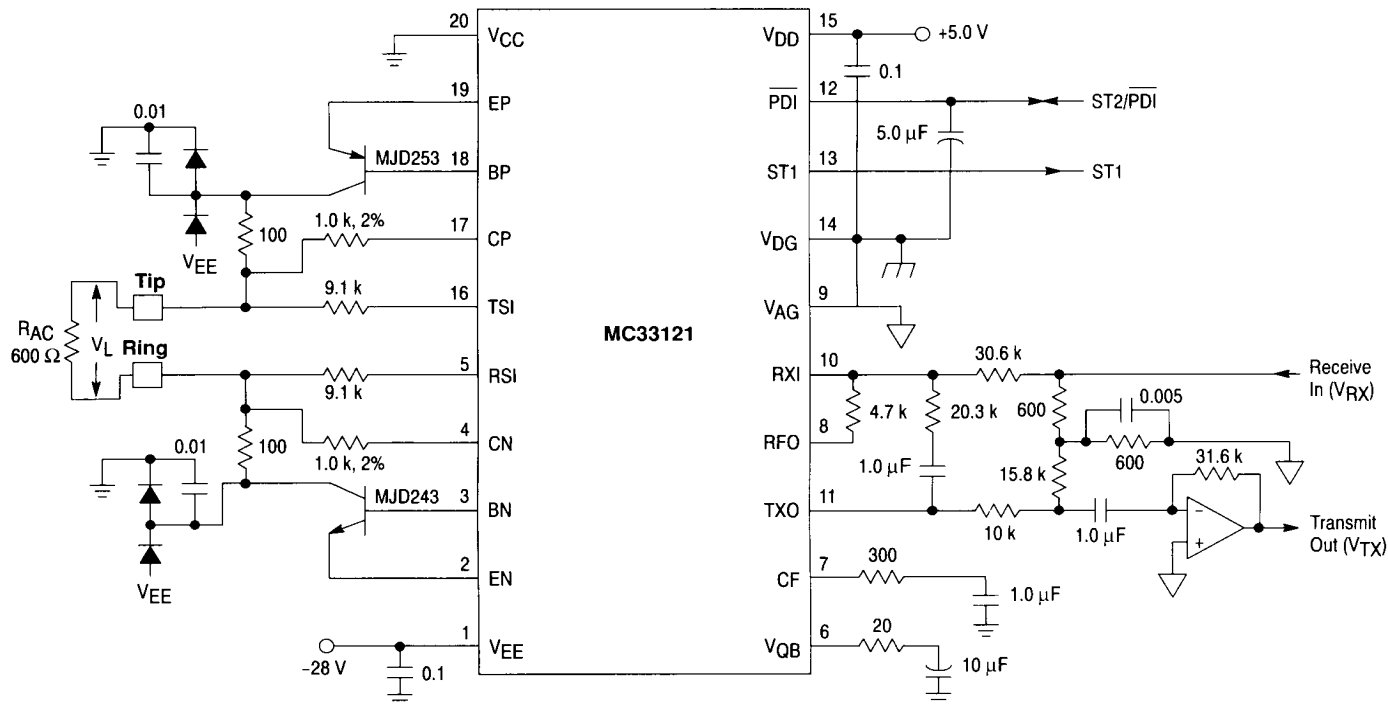 20
VCC
15
VDD
+5.0 V
0.1
19
EP
12
PDI
ST2/PDI
0.01
MJD253
18
BP
5.0 µF
13
ST1
ST1
VEE
100
1.0 k, 2%
17
CP
14
VDG
Tip
9.1 k
16
TSI
9
VAG
MC33121
RAC
600 Ω
VL
Ring
5
RSI
9.1 k
10
RXI
30.6 k
Receive
In (VRX)
4.7 k
20.3 k
600
0.005
600
8
RFO
100
4
CN
1.0 k, 2%
0.01
1.0 µF
15.8 k
31.6 k
MJD243
3
BN
11
TXO
10 k
1.0 µF
−
+
Transmit
Out (VTX)
VEE
2
EN
7
CF
300
1.0 µF
1
VEE
–28 V
0.1
6
VQB
20
10 µF